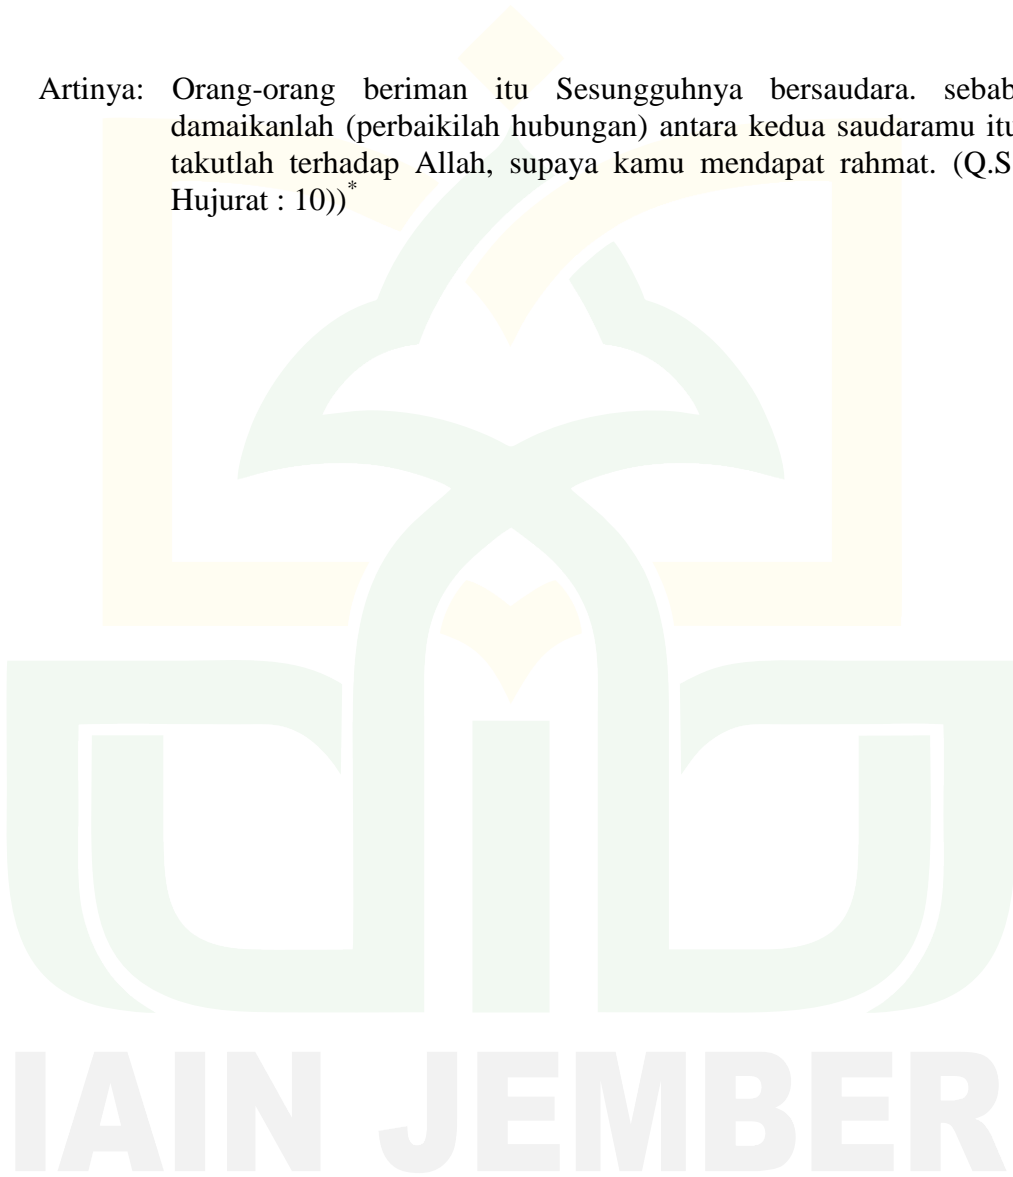 Artinya: Orang-orang beriman itu Sesungguhnya bersaudara. sebab
damaikanlah (perbaikilah hubungan) antara kedua saudaramu itu
takutlah terhadap Allah, supaya kamu mendapat rahmat. (Q.S
Hujurat : 10))*
IAIN JEMBER